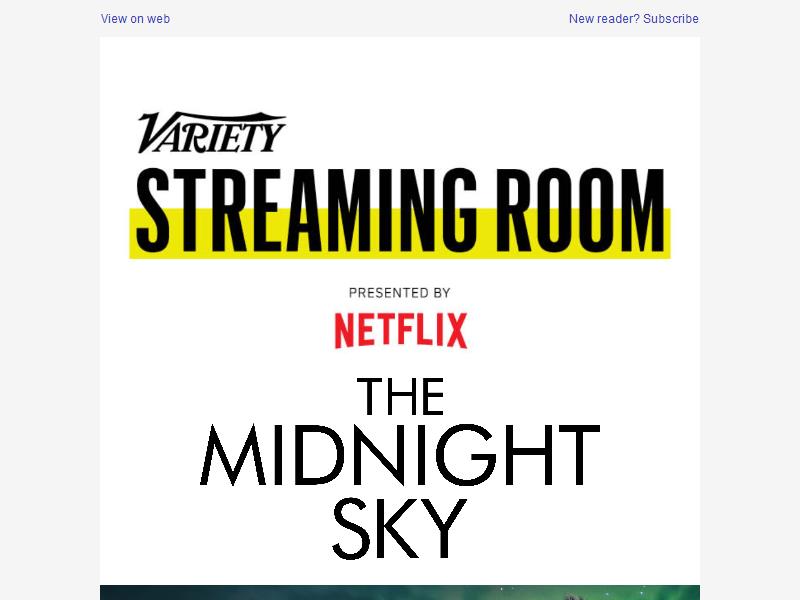 View on web
New reader? Subscribe
VARIETY
STREAMING ROOM
PRESENTED BY
NETFLIX
THE
MIDNIGHT
SKY